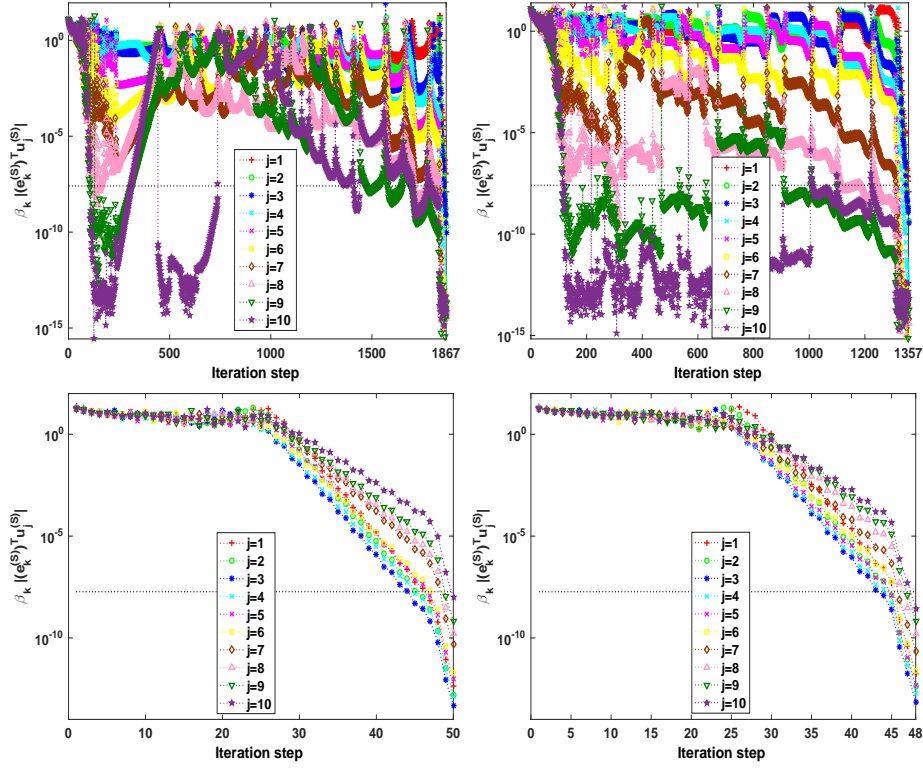 10^0
10^-5
10^-10
10^-15
β_k |(e_k^(S))^T u_j^(S)|
j=1
j=2
j=3
j=4
j=5
j=6
j=7
j=8
j=9
j=10
0 500 1000 1500 1867
Iteration step
10^0
10^-5
10^-10
10^-15
β_k |(e_k^(S))^T u_j^(S)|
j=1
j=2
j=3
j=4
j=5
j=6
j=7
j=8
j=9
j=10
0 200 400 600 800 1000 1200 1357
Iteration step
10^0
10^-5
10^-10
β_k |(e_k^(S))^T u_j^(S)|
j=1
j=2
j=3
j=4
j=5
j=6
j=7
j=8
j=9
j=10
0 10 20 30 40 50
Iteration step
10^0
10^-5
10^-10
β_k |(e_k^(S))^T u_j^(S)|
j=1
j=2
j=3
j=4
j=5
j=6
j=7
j=8
j=9
j=10
0 5 10 15 20 25 30 35 40 45 48
Iteration step